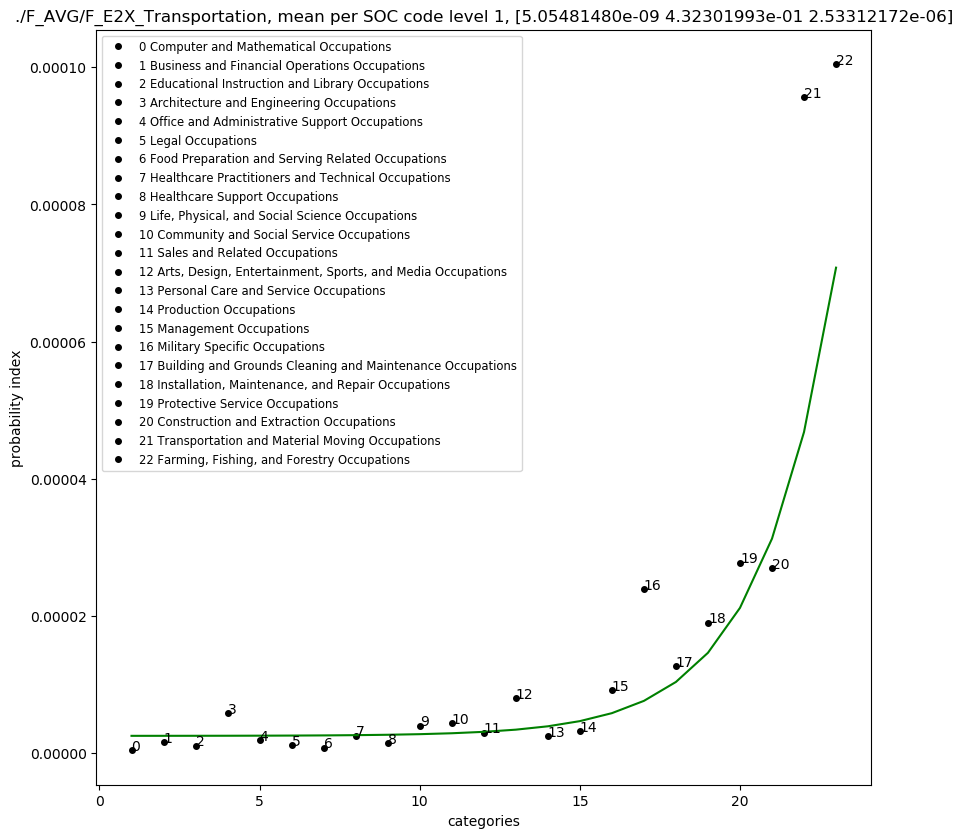 ./F_AVG/F_E2X_Transportation, mean per SOC code level 1, [5.05481480e-09 4.32301993e-01 2.53312172e-06]
0 Computer and Mathematical Occupations
1 Business and Financial Operations Occupations
2 Educational Instruction and Library Occupations
3 Architecture and Engineering Occupations
4 Office and Administrative Support Occupations
5 Legal Occupations
6 Food Preparation and Serving Related Occupations
7 Healthcare Practitioners and Technical Occupations
8 Healthcare Support Occupations
9 Life, Physical, and Social Science Occupations
10 Community and Social Service Occupations
11 Sales and Related Occupations
12 Arts, Design, Entertainment, Sports, and Media Occupations
13 Personal Care and Service Occupations
14 Production Occupations
15 Management Occupations
16 Military Specific Occupations
17 Building and Grounds Cleaning and Maintenance Occupations
18 Installation, Maintenance, and Repair Occupations
19 Protective Service Occupations
20 Construction and Extraction Occupations
21 Transportation and Material Moving Occupations
22 Farming, Fishing, and Forestry Occupations
probability index
0.00010
0.00008
0.00006
0.00004
0.00002
0.00000
0
1
2
3
4
5
6
7
8
9
10
11
12
13
14
15
16
17
18
19
20
21
22
0
5
10
15
20
categories